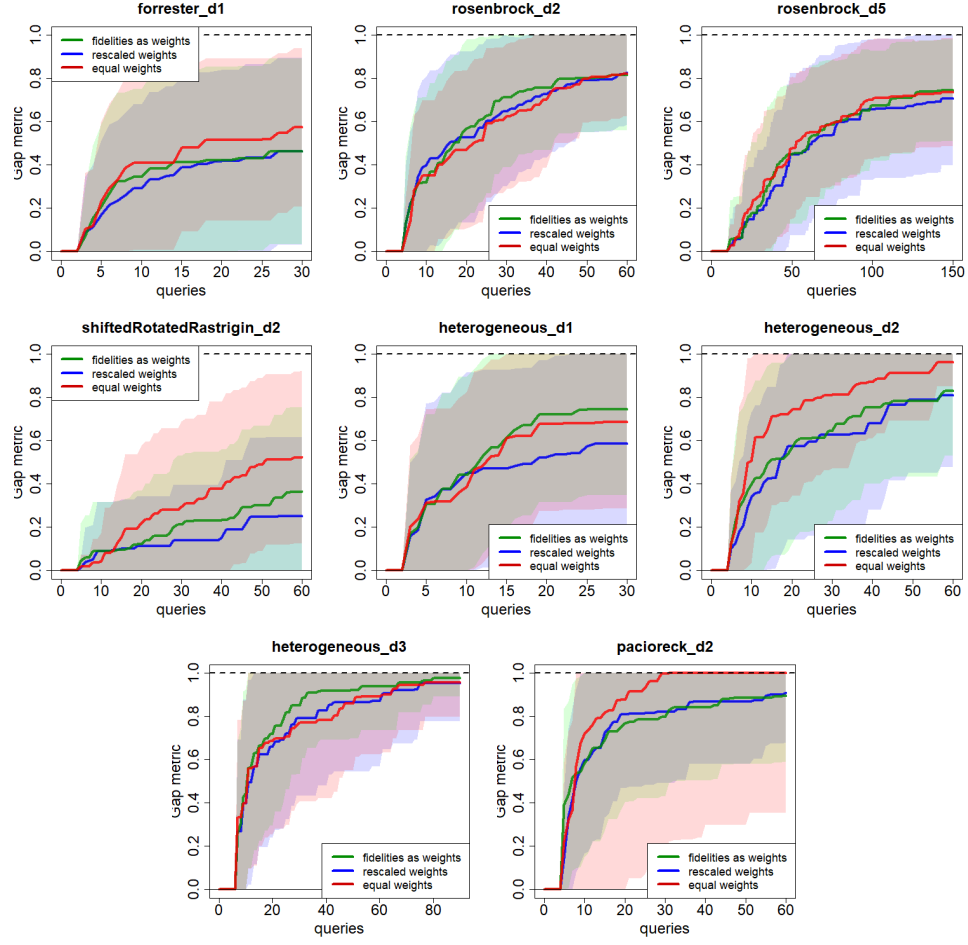 forrester_d1
fidelities as weights
rescaled weights
equal weights
Gap metric
0.0 0.2 0.4 0.6 0.8 1.0
0 5 10 15 20 25 30
queries
rosenbrock_d2
Gap metric
0.0 0.2 0.4 0.6 0.8 1.0
fidelities as weights
rescaled weights
equal weights
0 10 20 30 40 50 60
queries
rosenbrock_d5
Gap metric
0.0 0.2 0.4 0.6 0.8 1.0
fidelities as weights
rescaled weights
equal weights
0 50 100 150
queries
shiftedRotatedRastrigin_d2
fidelities as weights
rescaled weights
equal weights
Gap metric
0.0 0.2 0.4 0.6 0.8 1.0
0 10 20 30 40 50 60
queries
heterogeneous_d1
Gap metric
0.0 0.2 0.4 0.6 0.8 1.0
fidelities as weights
rescaled weights
equal weights
0 5 10 15 20 25 30
queries
heterogeneous_d2
Gap metric
0.0 0.2 0.4 0.6 0.8 1.0
fidelities as weights
rescaled weights
equal weights
0 10 20 30 40 50 60
queries
heterogeneous_d3
Gap metric
0.0 0.2 0.4 0.6 0.8 1.0
fidelities as weights
rescaled weights
equal weights
0 20 40 60 80
queries
pacioreck_d2
Gap metric
0.0 0.2 0.4 0.6 0.8 1.0
fidelities as weights
rescaled weights
equal weights
0 10 20 30 40 50 60
queries